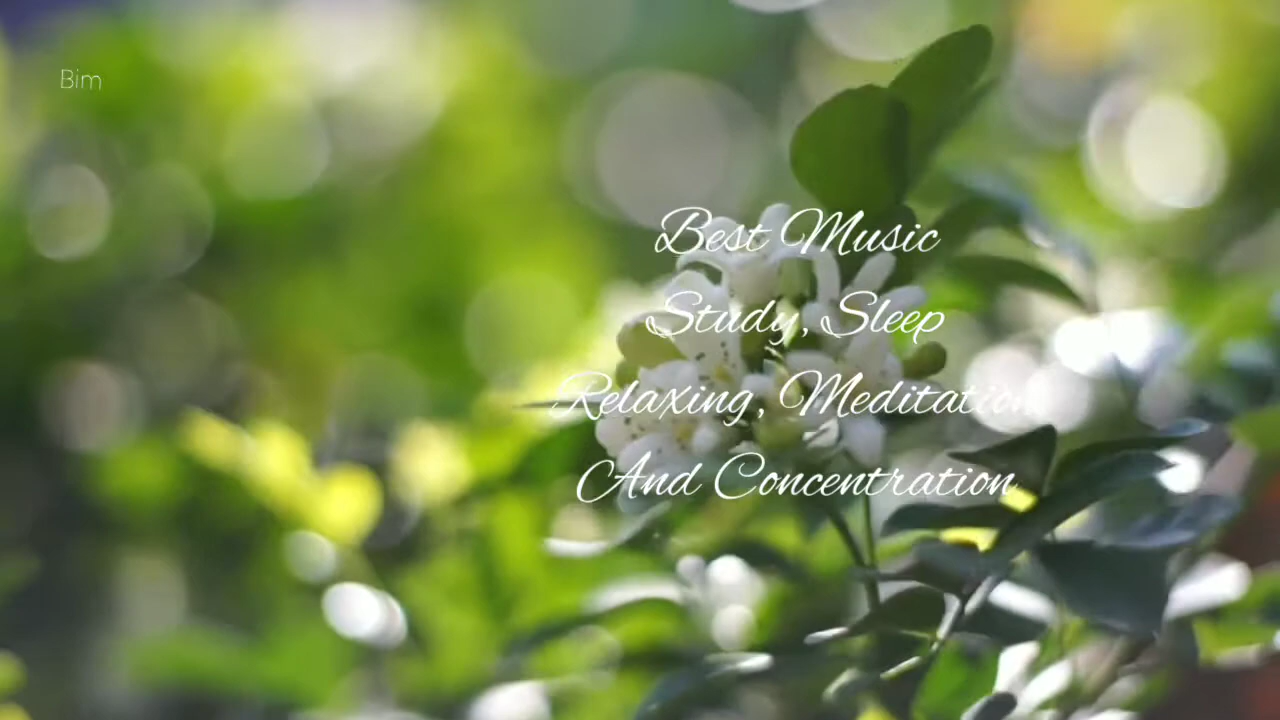 Bim
Best Music
Study, Sleep
Relaxing, Meditation
And Concentration